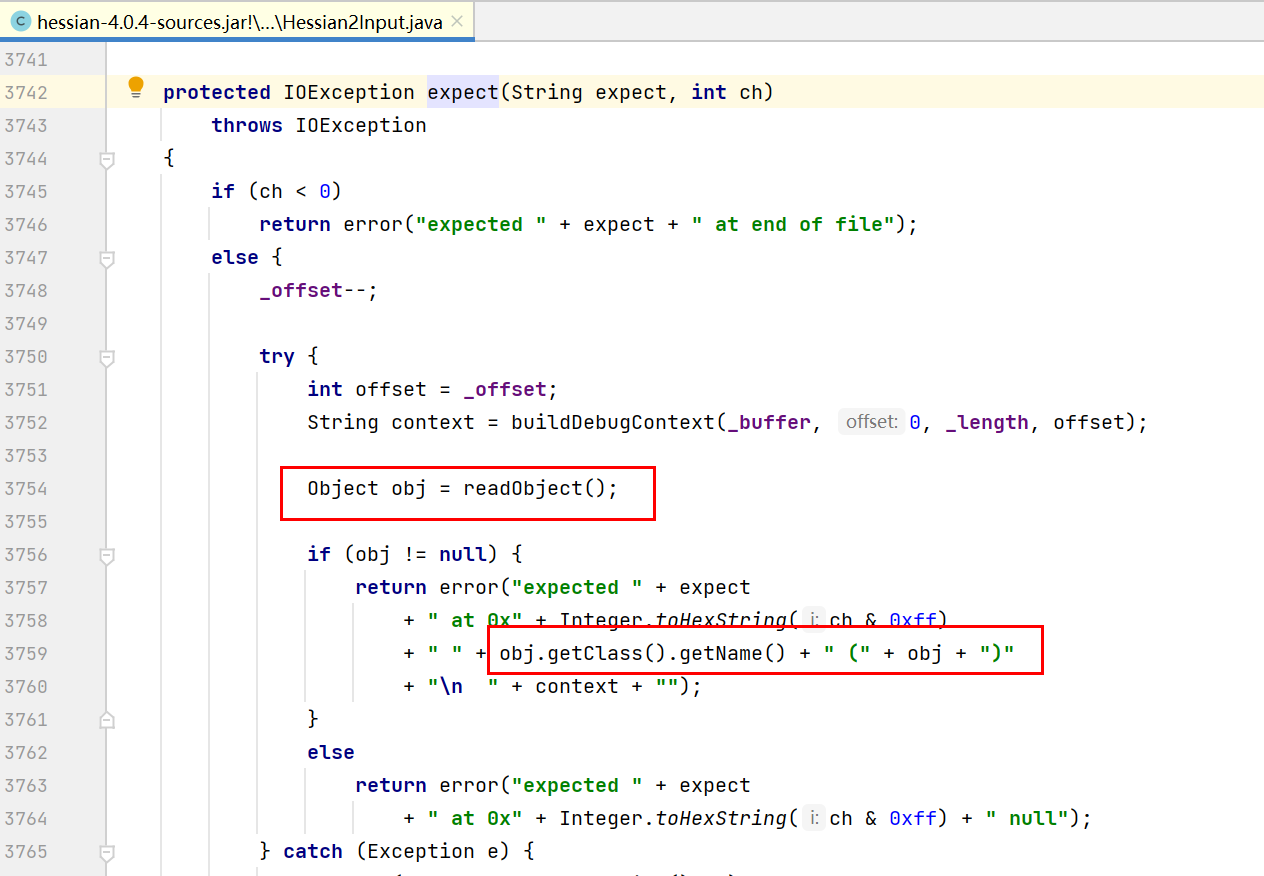 hessian-4.0.4-sources.jar!\...\Hessian2Input.java
3741
3742 protected IOException expect(String expect, int ch)
3743 throws IOException
3744 {
3745 if (ch < 0)
3746 return error("expected " + expect + " at end of file");
3747 else {
3748 _offset--;
3749
3750 try {
3751 int offset = _offset;
3752 String context = buildDebugContext(_buffer, offset: 0, _length, offset);
3753
3754 Object obj = readObject();
3755
3756 if (obj != null) {
3757 return error("expected " + expect
3758 + " at 0x" + Integer.toHexString( i: ch & 0xff)
3759 + " " + obj.getClass().getName() + " (" + obj + ")"
3760 + "\n  " + context + "");
3761 }
3762 else
3763 return error("expected " + expect
3764 + " at 0x" + Integer.toHexString( i: ch & 0xff) + " null");
3765 } catch (Exception e) {